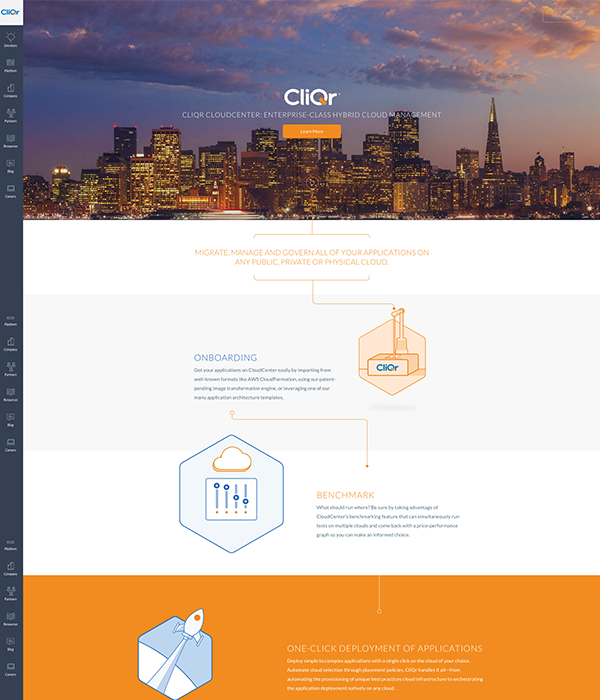 CliQr
Solutions
Platform
Company
Partners
Resources
Blog
Careers
CliQr
CLIQR CLOUDCENTER: ENTERPRISE-CLASS HYBRID CLOUD MANAGEMENT
Learn More
MIGRATE, MANAGE AND GOVERN ALL OF YOUR APPLICATIONS ON
ANY PUBLIC, PRIVATE OR PHYSICAL CLOUD.
CliQr
ONBOARDING
Get your applications on CloudCenter easily by importing from
well-known formats like AWS CloudFormation, using our patent-
pending image transformation engine, or leveraging one of our
many application architecture templates.
Platform
Company
Partners
Resources
Blog
Careers
BENCHMARK
What should run where? Be sure by taking advantage of
CloudCenter's benchmarking feature that can simultaneously run
tests on multiple clouds and come back with a price-performance
graph so you can make an informed choice.
Platform
Company
Partners
Resources
Blog
Careers
ONE-CLICK DEPLOYMENT OF APPLICATIONS
Deploy simple to complex applications with a single click on the cloud of your choice.
Automate cloud selection through placement policies. CliQr handles it all—from
automating the provisioning of unique best practices cloud infrastructure to orchestrating
the application deployment natively on any cloud.